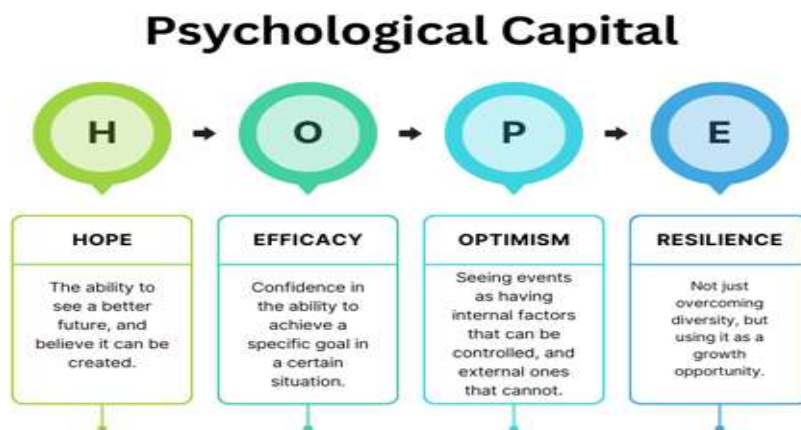 Psychological Capital
H
O
P
E
HOPE
The ability to
see a better
future, and
believe it can be
created.
EFFICACY
Confidence in
the ability to
achieve a
specific goal in
a certain
situation.
OPTIMISM
Seeing events
as having
internal factors
that can be
controlled, and
external ones
that cannot.
RESILIENCE
Not just
overcoming
diversity, but
using it as a
growth
opportunity.